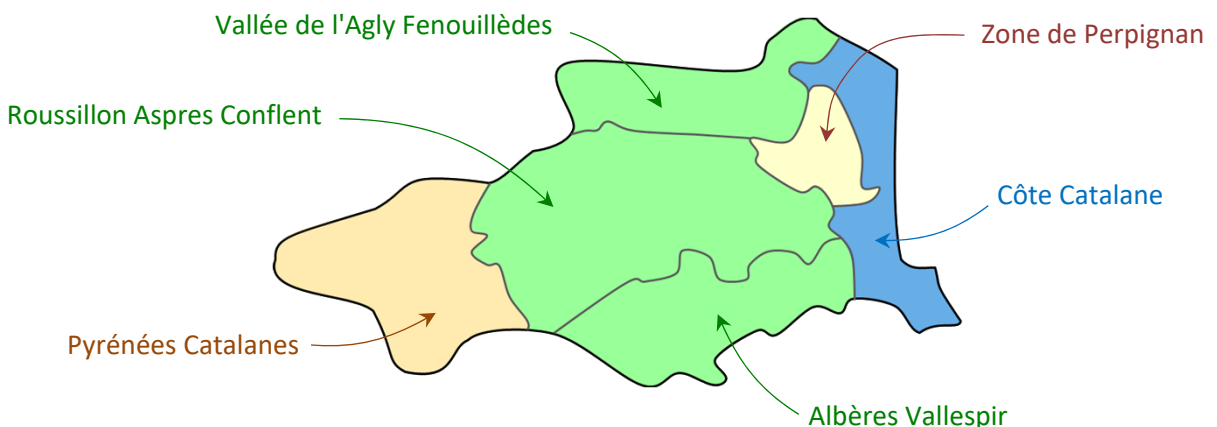 Vallée de l'Agly Fenouillèdes
Zone de Perpignan
Roussillon Aspres Conflent
Côte Catalane
Pyrénées Catalanes
Albères Vallespir